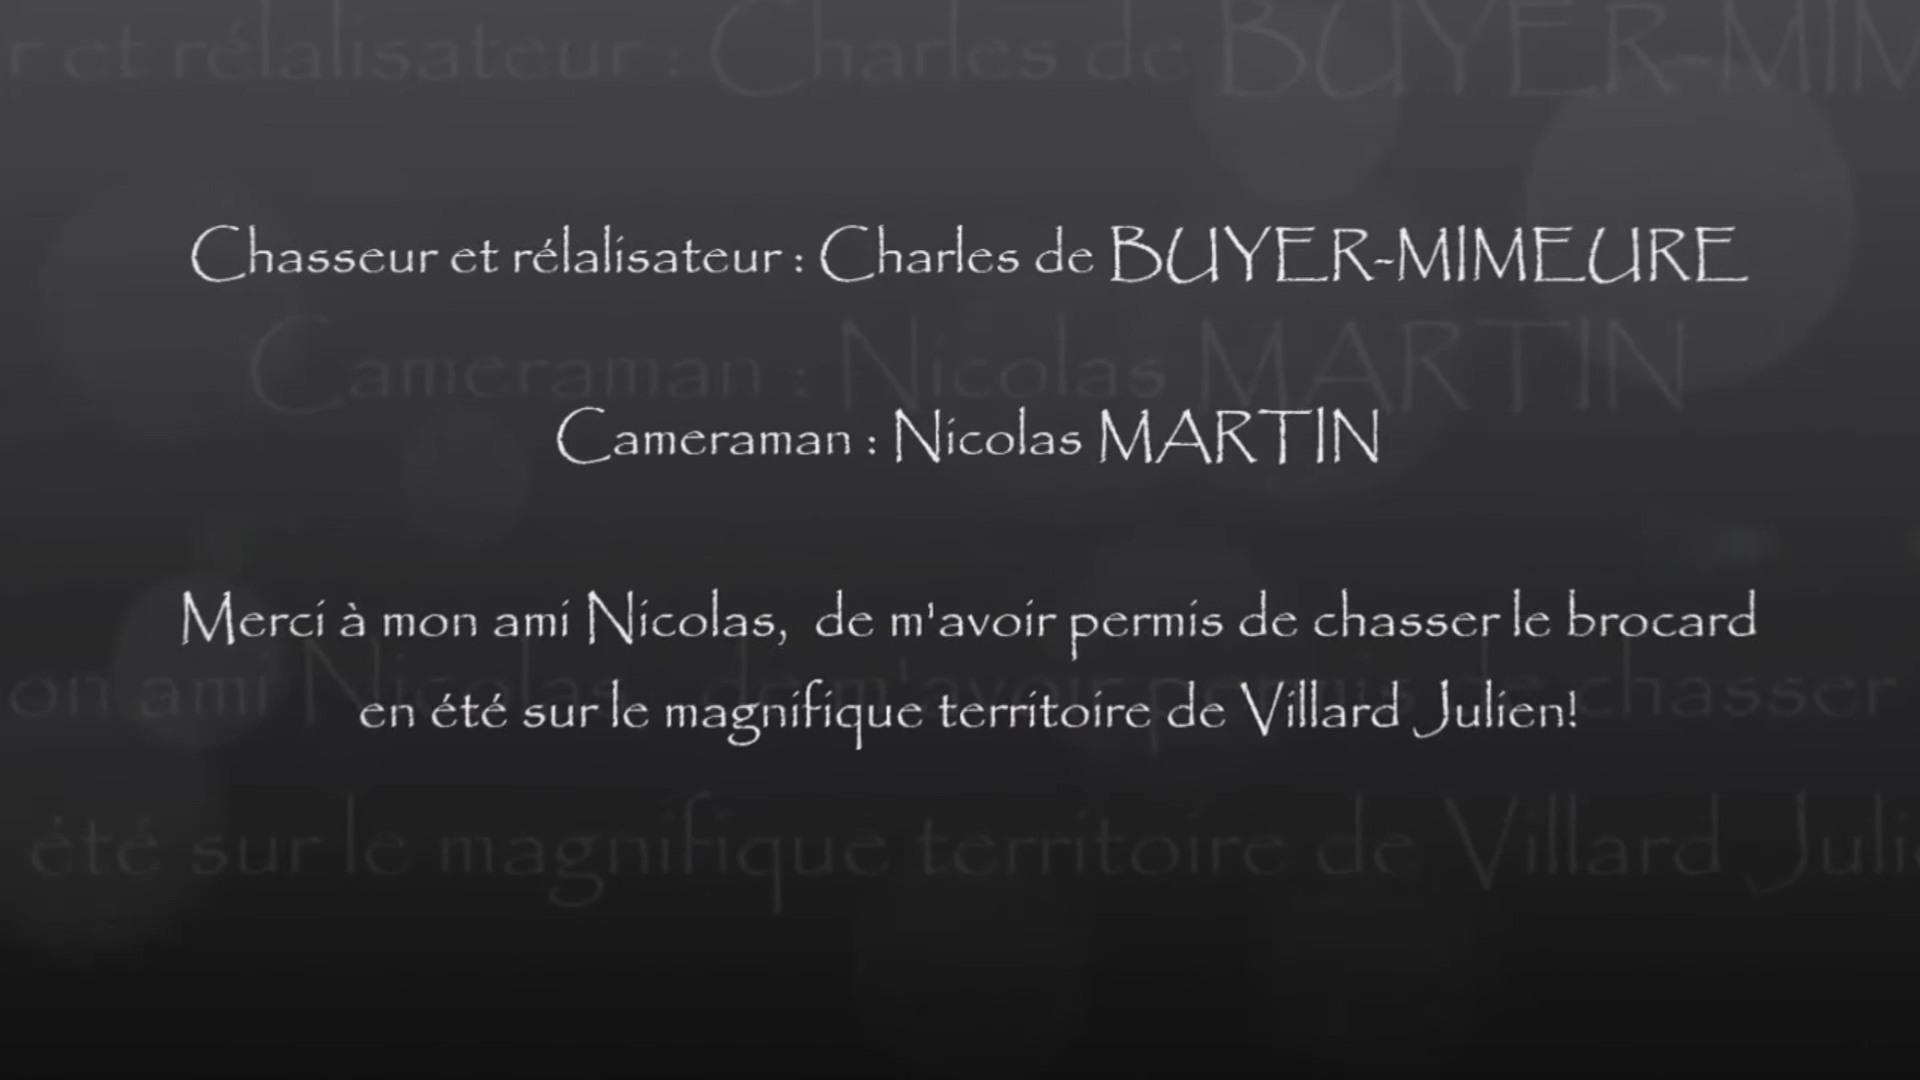 Chasseur et rélalisateur : Charles de BUYER-MIMEURE
Cameraman : Nicolas MARTIN
Merci à mon ami Nicolas, de m'avoir permis de chasser le brocard
en été sur le magnifique territoire de Villard Julien!